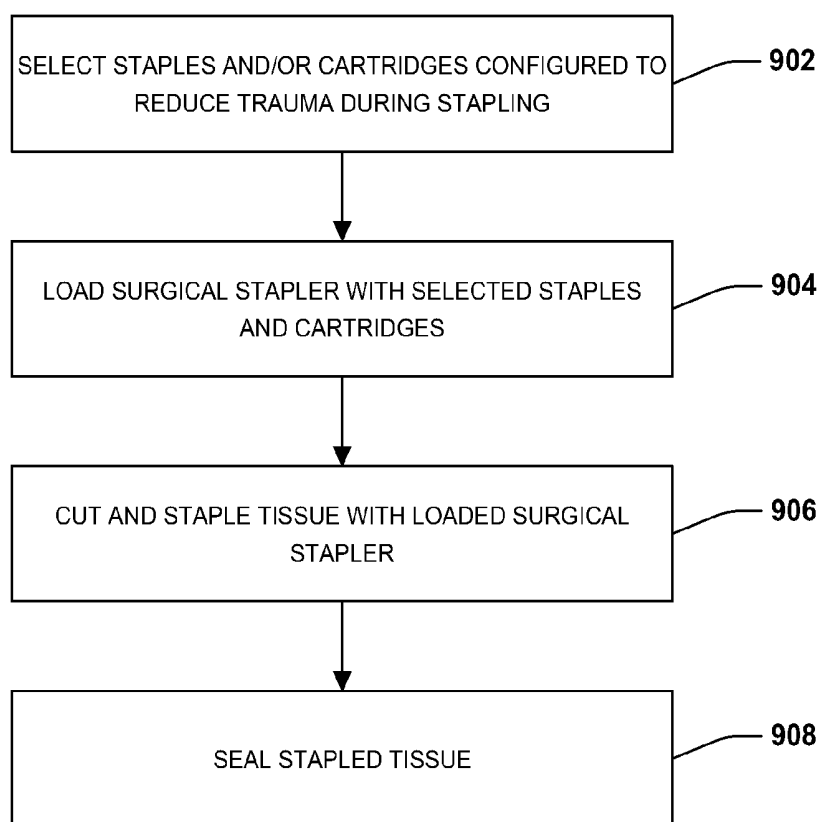 SELECT STAPLES AND/OR CARTRIDGES CONFIGURED TO
REDUCE TRAUMA DURING STAPLING
902
LOAD SURGICAL STAPLER WITH SELECTED STAPLES
AND CARTRIDGES
904
CUT AND STAPLE TISSUE WITH LOADED SURGICAL
STAPLER
906
SEAL STAPLED TISSUE
908